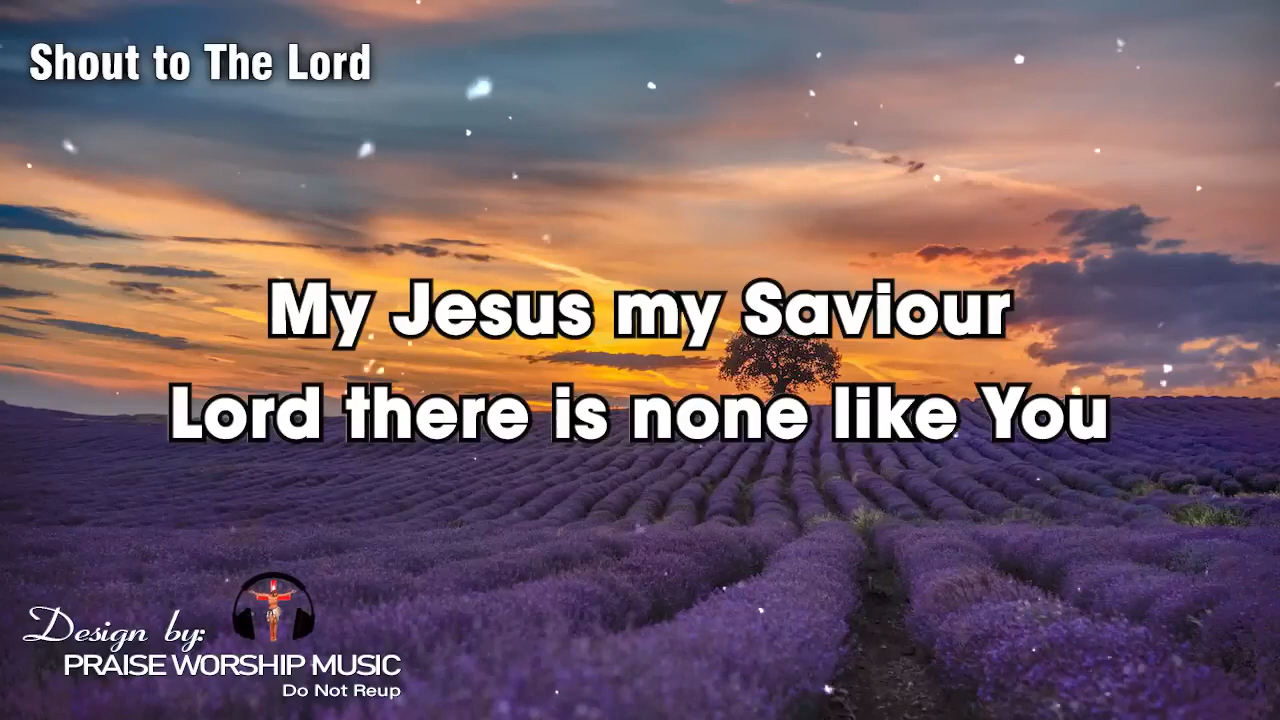 Shout to The Lord
My Jesus my Saviour
Lord there is none like You
Design by:
PRAISE WORSHIP MUSIC
Do Not Reup